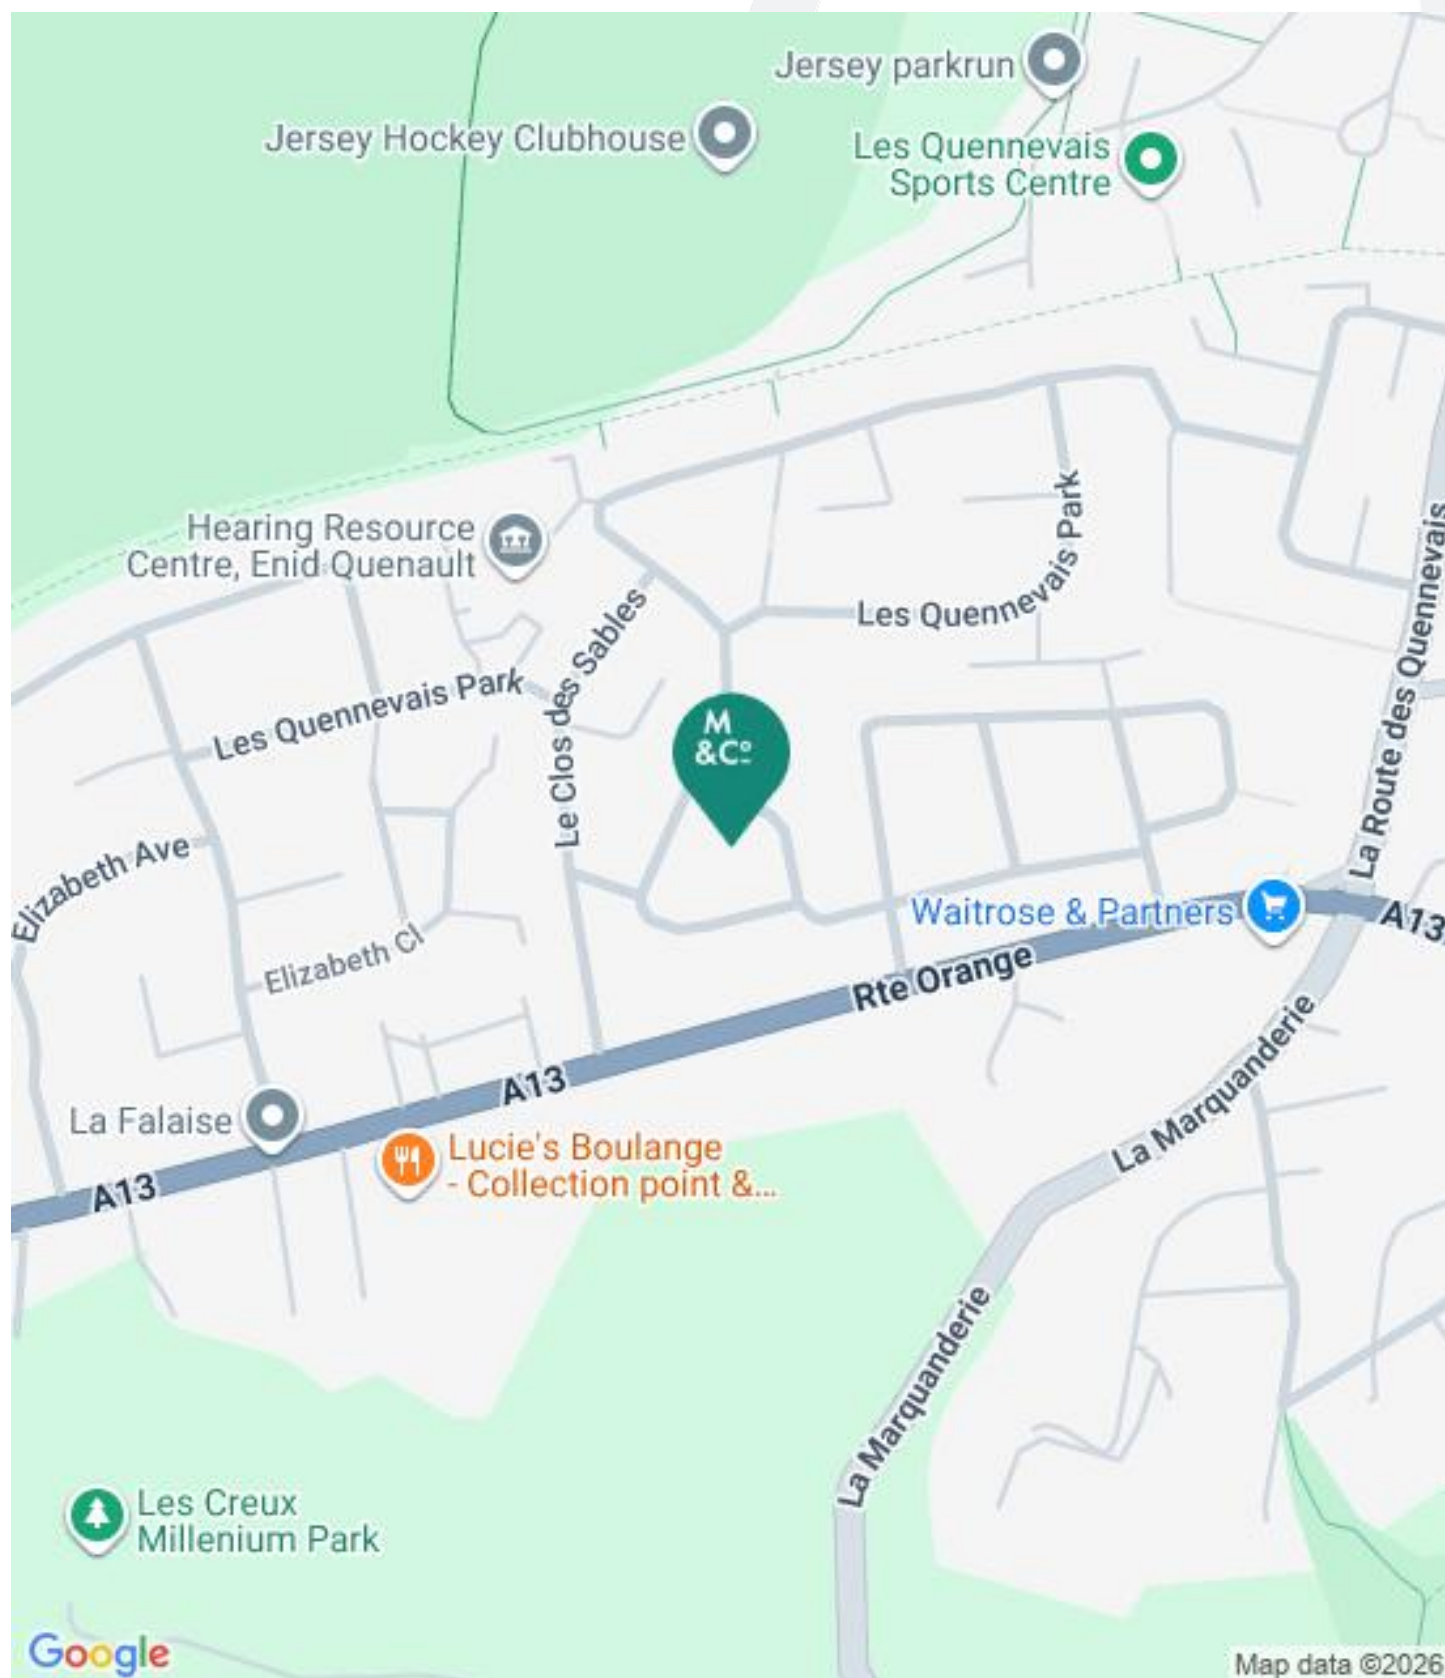 Jersey parkrun
Jersey Hockey Clubhouse
Les Quennevais
Sports Centre
Hearing Resource
Centre, Enid Quenault
Les Quennevais Park
Les Quennevais Park
Le Clos des Sables
La Route des Quennevais
M
&Co
Elizabeth Ave
Elizabeth Cl
Waitrose & Partners
A13
Rte Orange
A13
La Marquanderie
La Falaise
Lucie's Boulange
- Collection point &...
A13
La Marquanderie
Les Creux
Millenium Park
Google
Map data ©2026